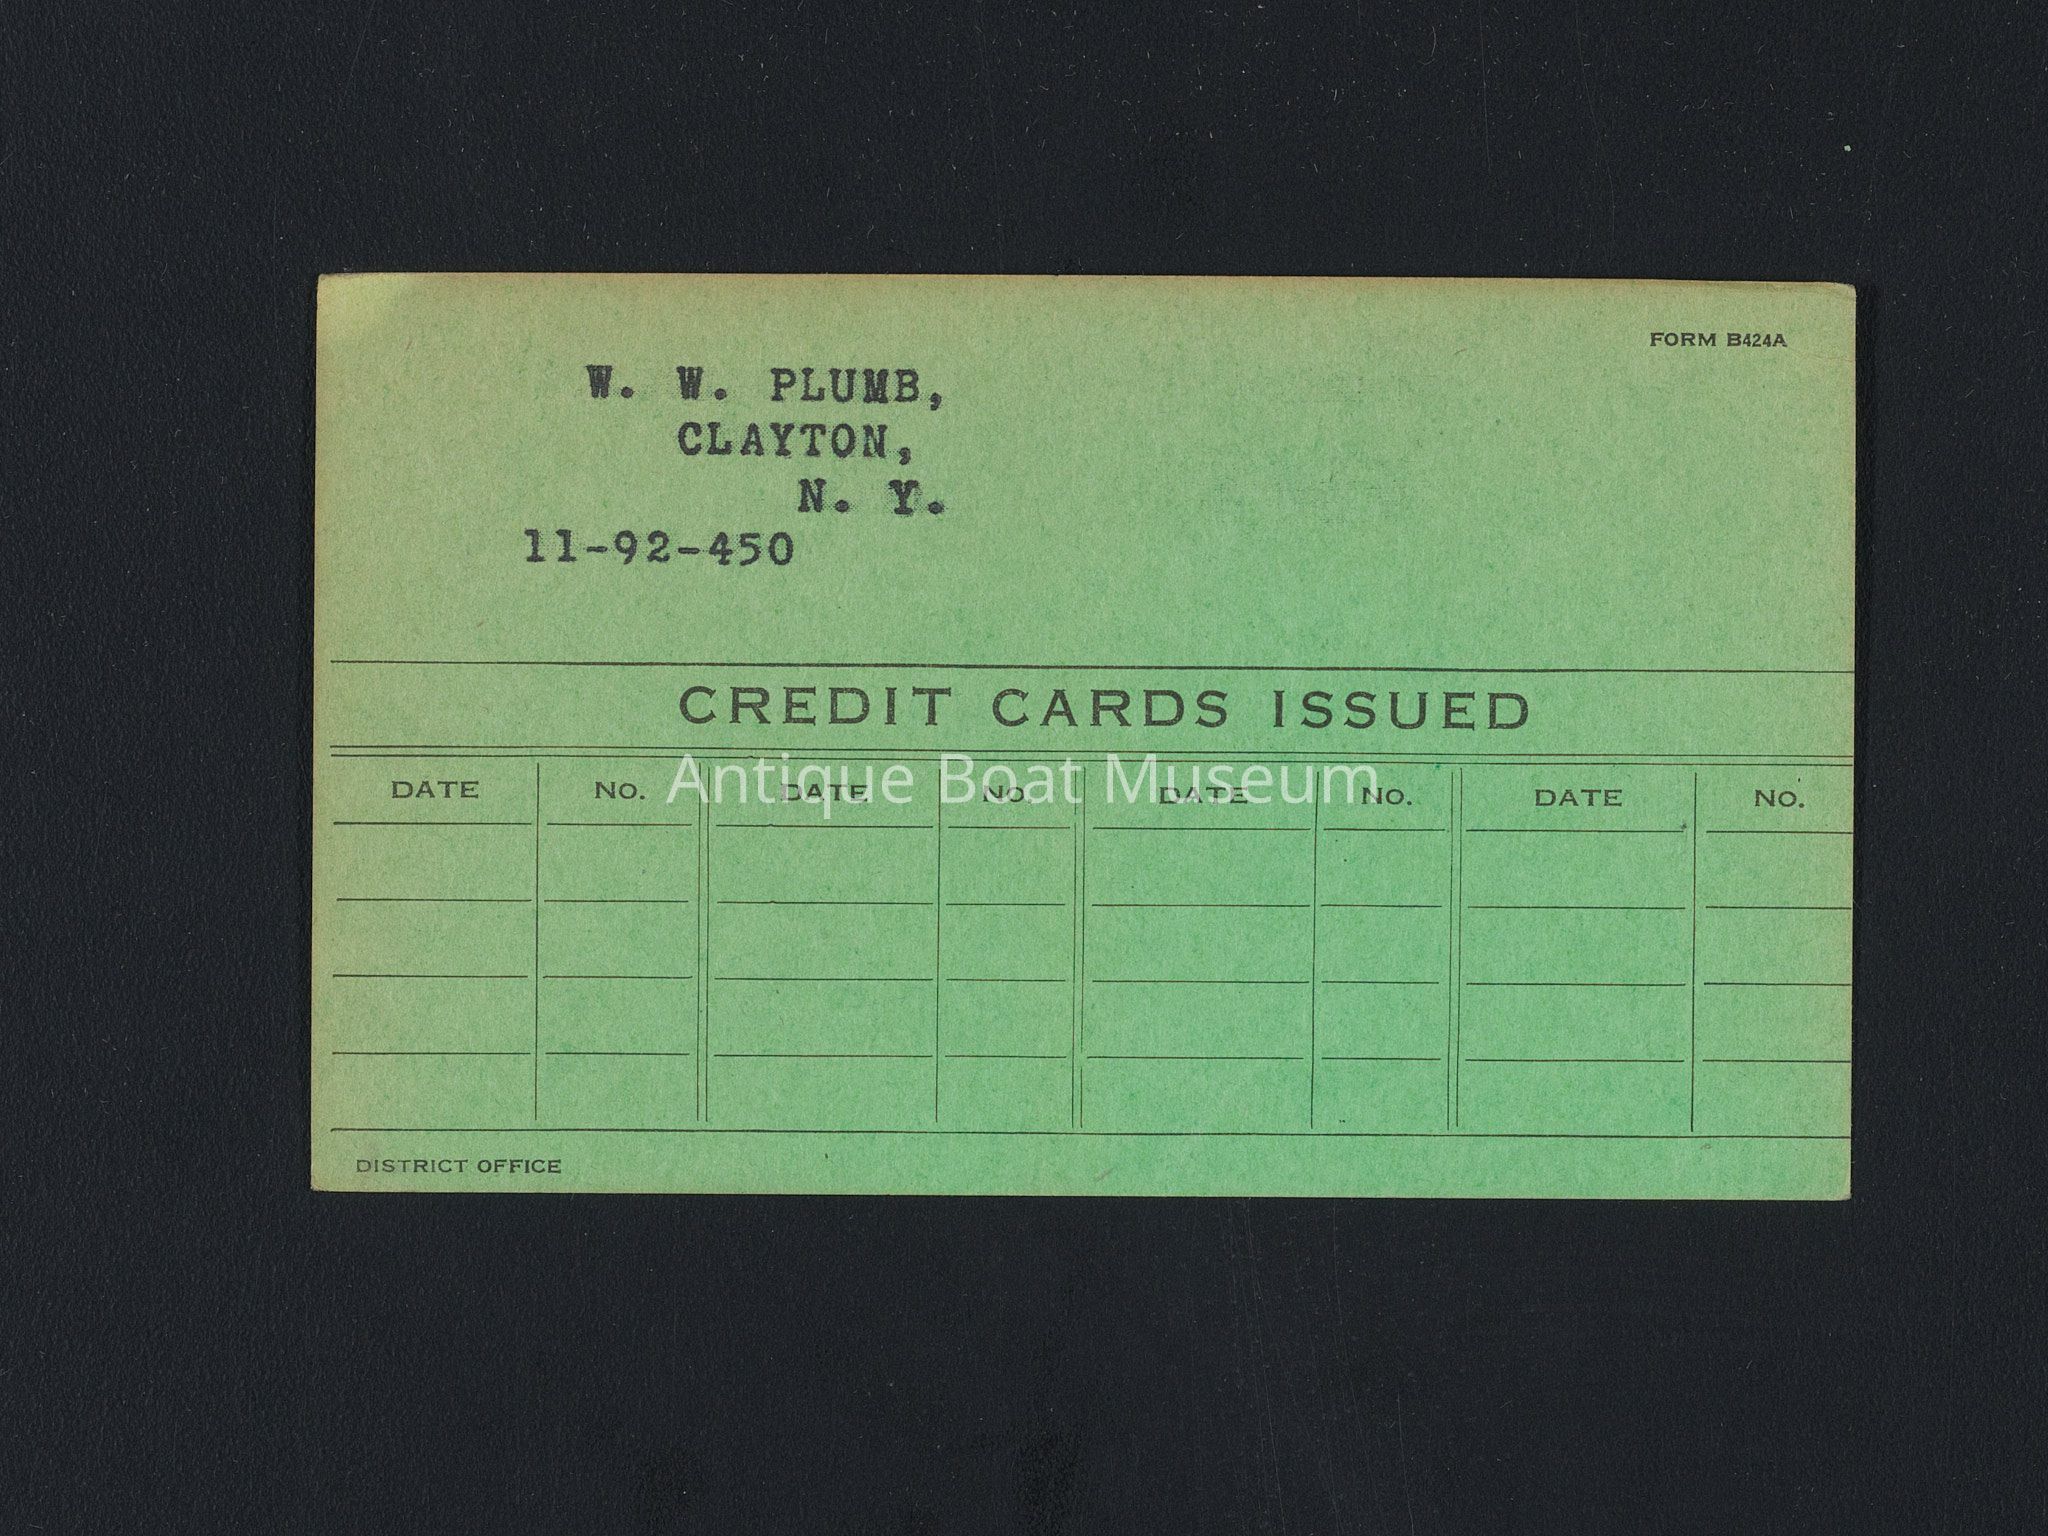 FORM B424A
W. W. PLUMB,
CLAYTON,
N. Y.
11-92-450
CREDIT CARDS ISSUED
Antique Boat Museum
DATE NO. DATE NO. DATE NO. DATE NO.
DISTRICT OFFICE